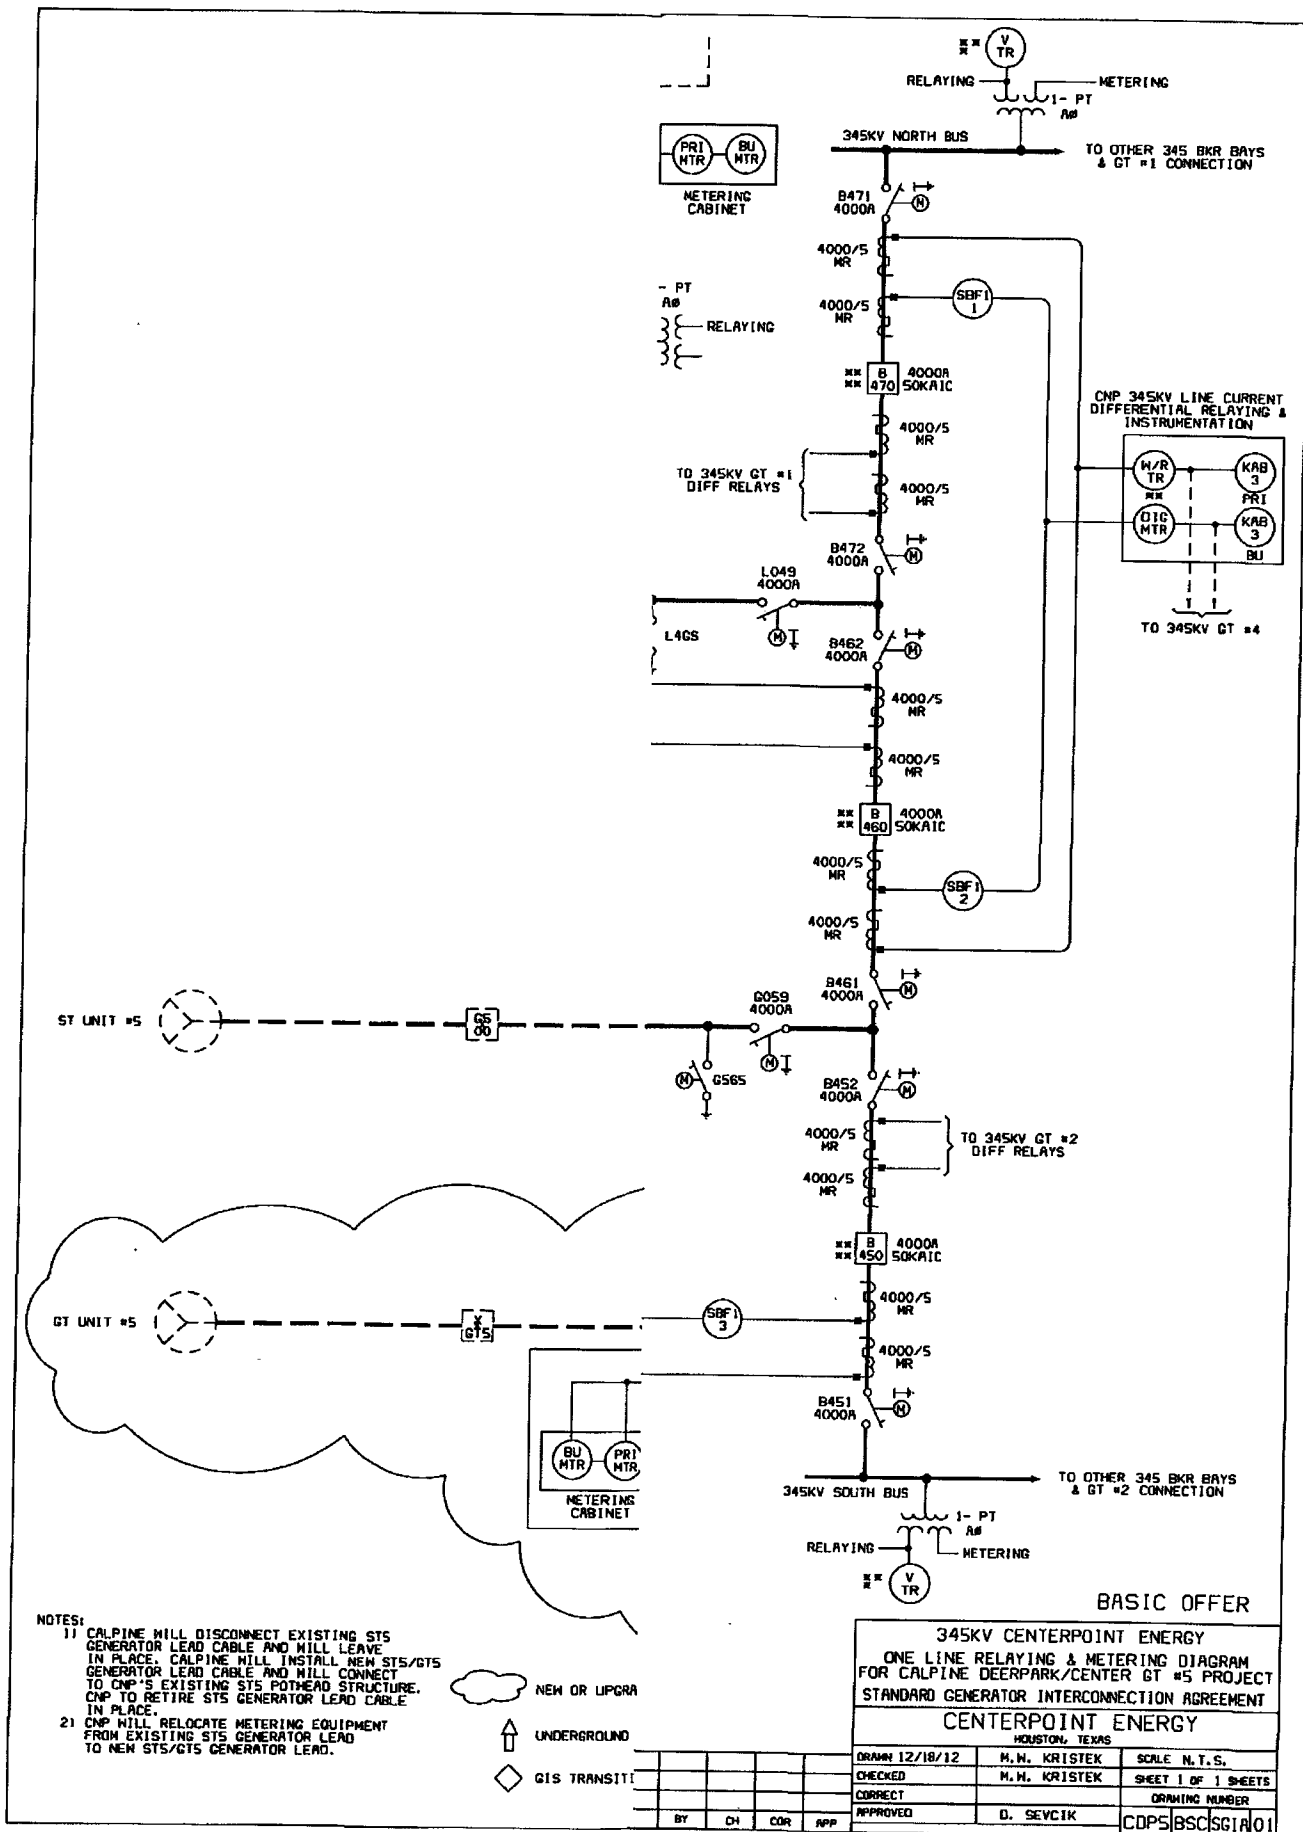 V
TR
RELAYING
METERING
1- PT
AØ
345KV NORTH BUS
TO OTHER 345 BKR BAYS
& GT #1 CONNECTION
PRI
MTR
BU
MTR
METERING
CABINET
B471
4000A
M
4000/5
MR
- PT
AØ
RELAYING
4000/5
MR
SBF1
1
B
470
4000A
50KAIC
CNP 345KV LINE CURRENT
DIFFERENTIAL RELAYING &
INSTRUMENTATION
4000/5
MR
TO 345KV GT #1
DIFF RELAYS
4000/5
MR
W/R
TR
KAB
3
PRI
DIG
MTR
KAB
3
BU
B472
4000A
M
L049
4000A
M
L4GS
B462
4000A
M
TO 345KV GT #4
4000/5
MR
4000/5
MR
B
460
4000A
50KAIC
4000/5
MR
SBF1
2
4000/5
MR
B461
4000A
M
ST UNIT #5
G5
00
G059
4000A
M
M
G565
B452
4000A
M
4000/5
MR
TO 345KV GT #2
DIFF RELAYS
4000/5
MR
B
450
4000A
50KAIC
GT UNIT #5
X
GT5
SBF1
3
4000/5
MR
4000/5
MR
B451
4000A
M
BU
MTR
PRI
MTR
METERING
CABINET
345KV SOUTH BUS
TO OTHER 345 BKR BAYS
& GT #2 CONNECTION
1- PT
AØ
RELAYING
METERING
V
TR
BASIC OFFER
NOTES:
1) CALPINE WILL DISCONNECT EXISTING ST5
GENERATOR LEAD CABLE AND WILL LEAVE
IN PLACE. CALPINE WILL INSTALL NEW ST5/GT5
GENERATOR LEAD CABLE AND WILL CONNECT
TO CNP'S EXISTING ST5 POTHEAD STRUCTURE.
CNP TO RETIRE ST5 GENERATOR LEAD CABLE
IN PLACE.
2) CNP WILL RELOCATE METERING EQUIPMENT
FROM EXISTING ST5 GENERATOR LEAD
TO NEW ST5/GT5 GENERATOR LEAD.
NEW OR UPGRA
UNDERGROUND
GIS TRANSITI
BY CH COR APP
345KV CENTERPOINT ENERGY
ONE LINE RELAYING & METERING DIAGRAM
FOR CALPINE DEERPARK/CENTER GT #5 PROJECT
STANDARD GENERATOR INTERCONNECTION AGREEMENT
CENTERPOINT ENERGY
HOUSTON, TEXAS
DRAWN 12/18/12 M.W. KRISTEK SCALE N.T.S.
CHECKED M.W. KRISTEK SHEET 1 OF 1 SHEETS
CORRECT DRAWING NUMBER
APPROVED D. SEVCIK CDPS BSC SGIA 01